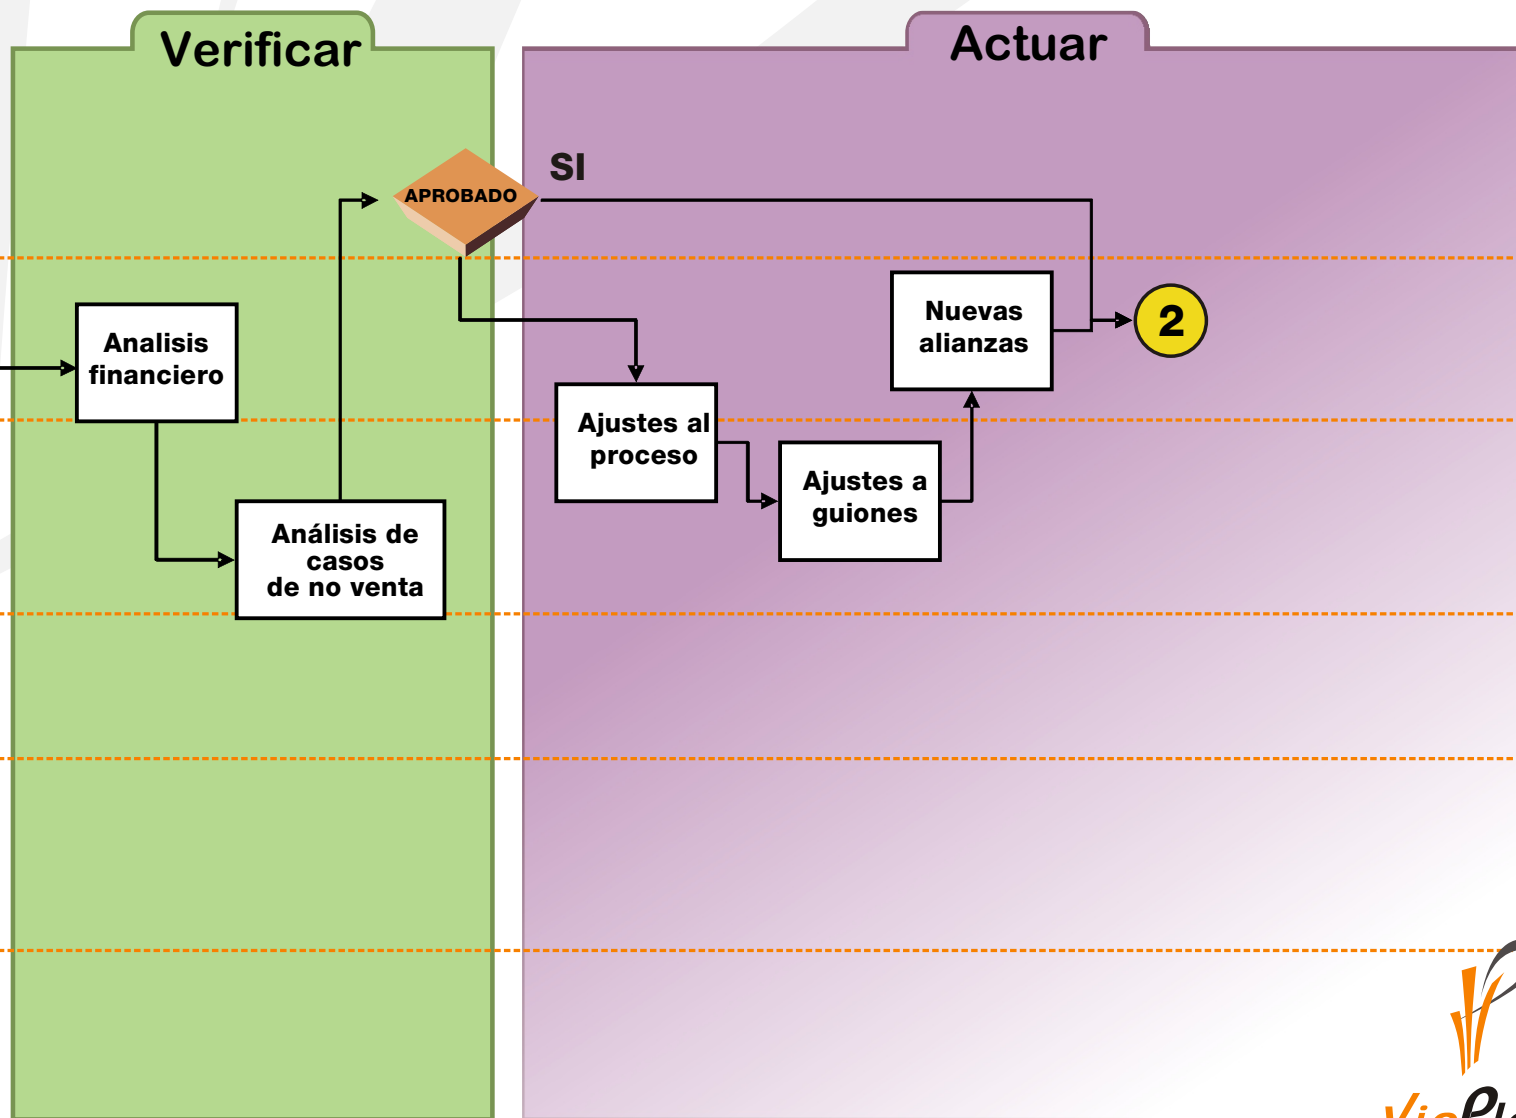 Verificar
Actuar
SI
APROBADO
Analisis
financiero
Análisis de
casos
de no venta
Ajustes al
proceso
Ajustes a
guiones
Nuevas
alianzas
2